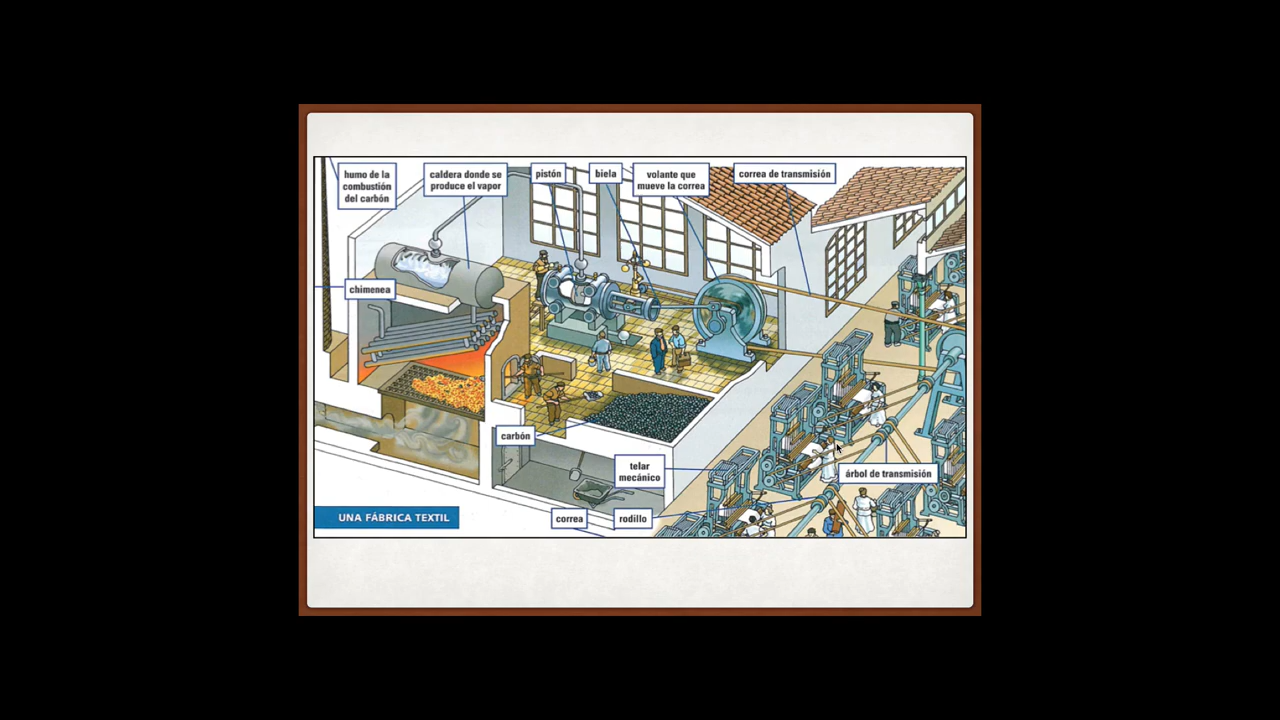 humo de la
combustión
del carbón
caldera donde se
produce el vapor
pistón
biela
volante que
mueve la correa
correa de transmisión
chimenea
carbón
telar
mecánico
árbol de transmisión
UNA FÁBRICA TEXTIL
correa
rodillo